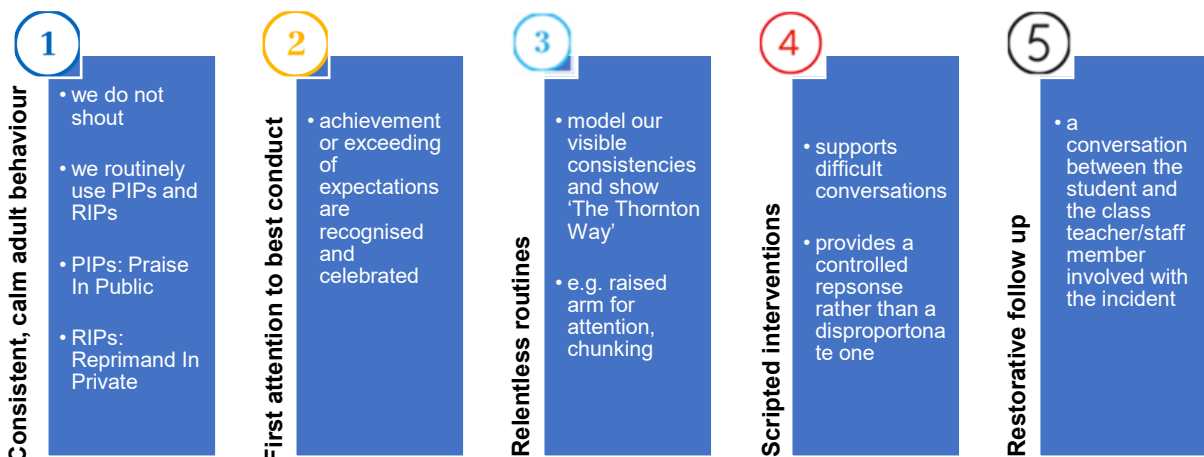 1
Consistent, calm adult behaviour
• we do not
shout
• we routinely
use PIPs and
RIPs
• PIPs: Praise
In Public
• RIPs:
Reprimand In
Private
2
First attention to best conduct
• achievement
or exceeding
of
expectations
are
recognised
and
celebrated
3
Relentless routines
• model our
visible
consistencies
and show
‘The Thornton
Way’
• e.g. raised
arm for
attention,
chunking
4
Scripted interventions
• supports
difficult
conversations
• provides a
controlled
repsonse
rather than a
disproportona
te one
5
Restorative follow up
• a
conversation
between the
student and
the class
teacher/staff
member
involved with
the incident